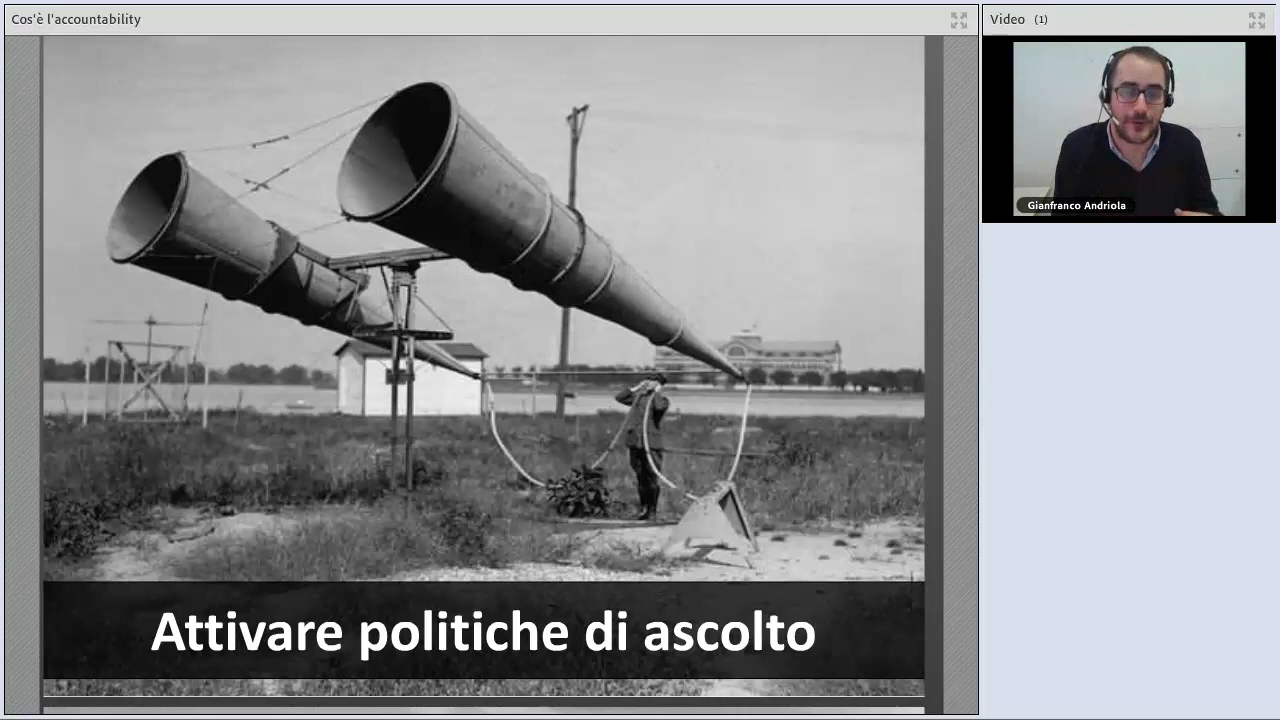 Cos'è l'accountability
Video (1)
Gianfranco Andriola
Attivare politiche di ascolto